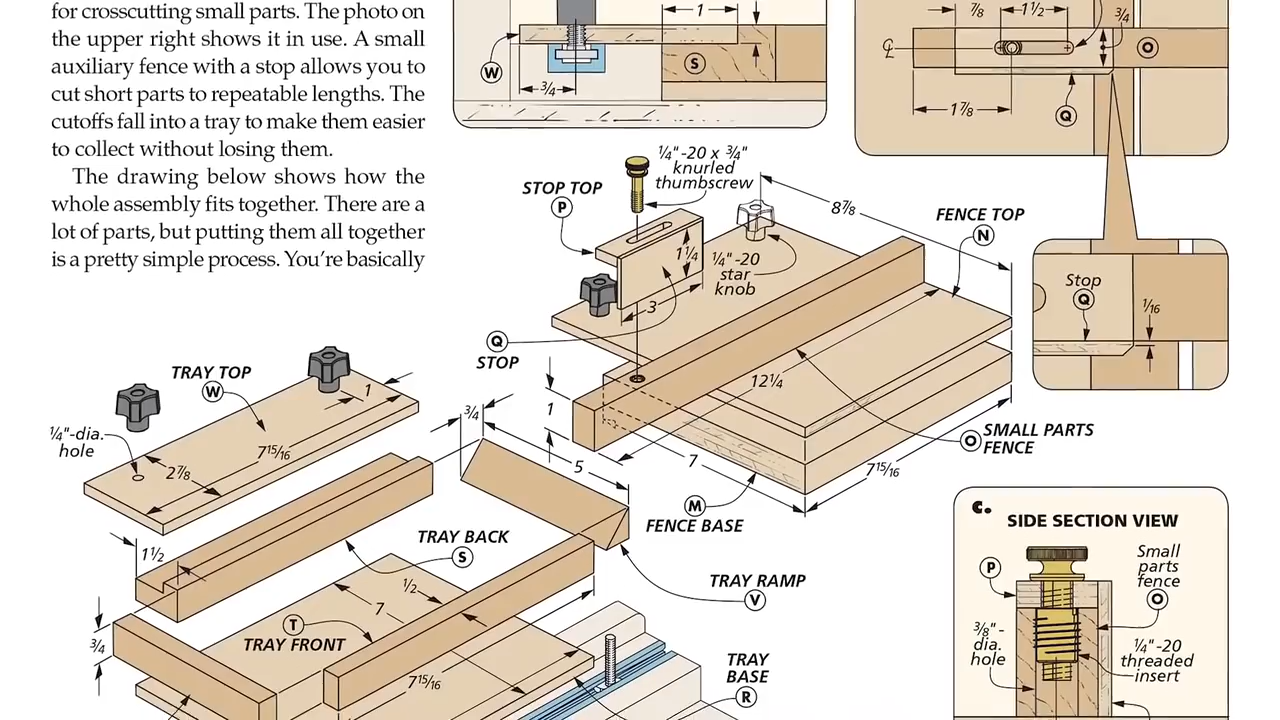 for crosscutting small parts. The photo on
the upper right shows it in use. A small
auxiliary fence with a stop allows you to
cut short parts to repeatable lengths. The
cutoffs fall into a tray to make them easier
to collect without losing them.
The drawing below shows how the
whole assembly fits together. There are a
lot of parts, but putting them all together
is a pretty simple process. You're basically
1
W
S
3/4
7/8
1 1/2
3/4
℄
O
1 7/8
Q
1/4"-20 x 3/4"
knurled
thumbscrew
STOP TOP
P
8 7/8
FENCE TOP
N
1 1/4
1/4"-20
star
knob
3
Q
STOP
Stop
Q
1/16
TRAY TOP
W
1
1/4"-dia.
hole
7 15/16
2 7/8
3/4
1
12 1/4
5
7
7 15/16
O
SMALL PARTS
FENCE
M
FENCE BASE
1 1/2
TRAY BACK
S
1/2
7
TRAY RAMP
V
T
TRAY FRONT
3/4
7 15/16
TRAY
BASE
R
c.
SIDE SECTION VIEW
P
Small
parts
fence
O
3/8"-
dia.
hole
1/4"-20
threaded
insert